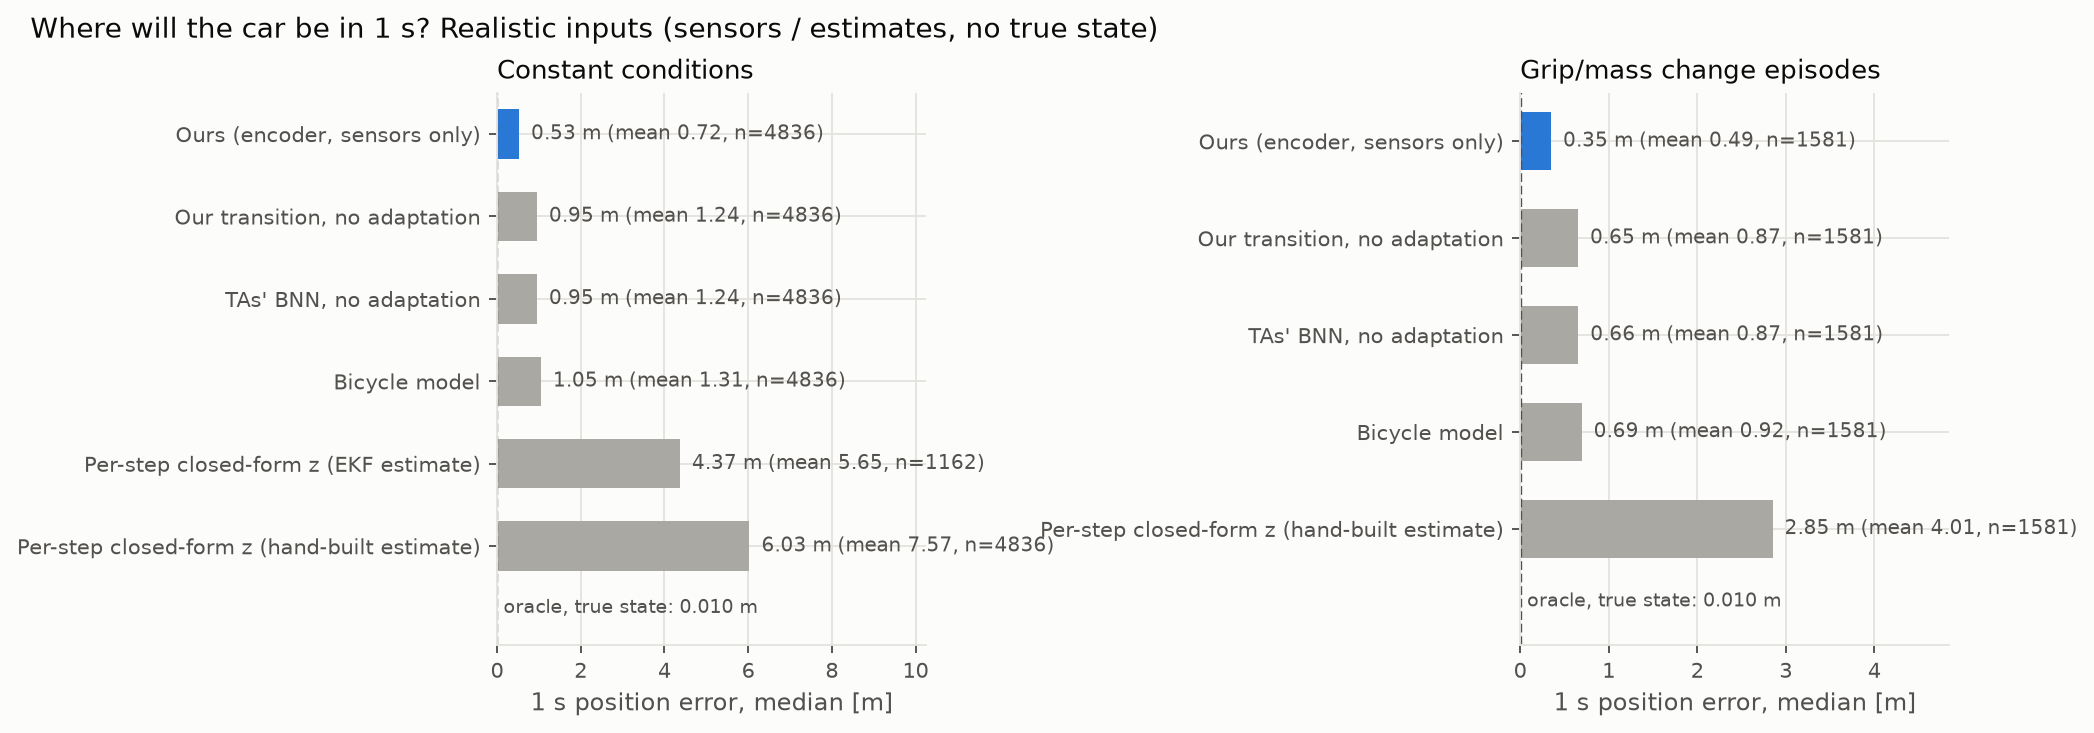 Where will the car be in 1 s? Realistic inputs (sensors / estimates, no true state)
Constant conditions
Ours (encoder, sensors only)
0.53 m (mean 0.72, n=4836)
Our transition, no adaptation
0.95 m (mean 1.24, n=4836)
TAs' BNN, no adaptation
0.95 m (mean 1.24, n=4836)
Bicycle model
1.05 m (mean 1.31, n=4836)
Per-step closed-form z (EKF estimate)
4.37 m (mean 5.65, n=1162)
Per-step closed-form z (hand-built estimate)
6.03 m (mean 7.57, n=4836)
oracle, true state: 0.010 m
0 2 4 6 8 10
1 s position error, median [m]
Grip/mass change episodes
Ours (encoder, sensors only)
0.35 m (mean 0.49, n=1581)
Our transition, no adaptation
0.65 m (mean 0.87, n=1581)
TAs' BNN, no adaptation
0.66 m (mean 0.87, n=1581)
Bicycle model
0.69 m (mean 0.92, n=1581)
Per-step closed-form z (hand-built estimate)
2.85 m (mean 4.01, n=1581)
oracle, true state: 0.010 m
0 1 2 3 4
1 s position error, median [m]